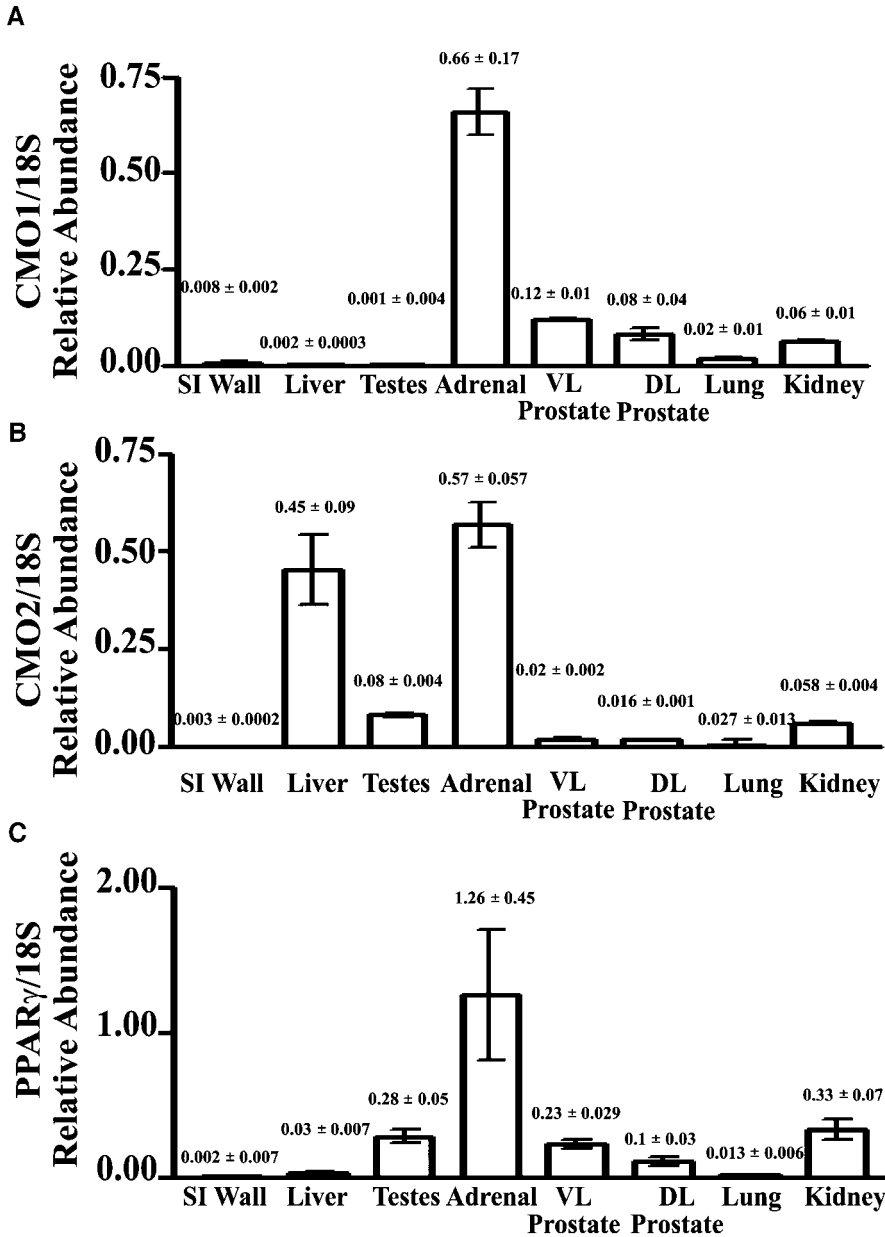 A
CMO1/18S
Relative Abundance
0.75
0.50
0.25
0.00
0.008 ± 0.002
0.002 ± 0.0003
0.001 ± 0.004
0.66 ± 0.17
0.12 ± 0.01
0.08 ± 0.04
0.02 ± 0.01
0.06 ± 0.01
SI Wall Liver Testes Adrenal VL DL Lung Kidney
Prostate Prostate
B
CMO2/18S
Relative Abundance
0.75
0.50
0.25
0.00
0.003 ± 0.0002
0.45 ± 0.09
0.08 ± 0.004
0.57 ± 0.057
0.02 ± 0.002
0.016 ± 0.001
0.027 ± 0.013
0.058 ± 0.004
SI Wall Liver Testes Adrenal VL DL Lung Kidney
Prostate Prostate
C
PPARγ/18S
Relative Abundance
2.00
1.00
0.00
0.002 ± 0.007
0.03 ± 0.007
0.28 ± 0.05
1.26 ± 0.45
0.23 ± 0.029
0.1 ± 0.03
0.013 ± 0.006
0.33 ± 0.07
SI Wall Liver Testes Adrenal VL DL Lung Kidney
Prostate Prostate